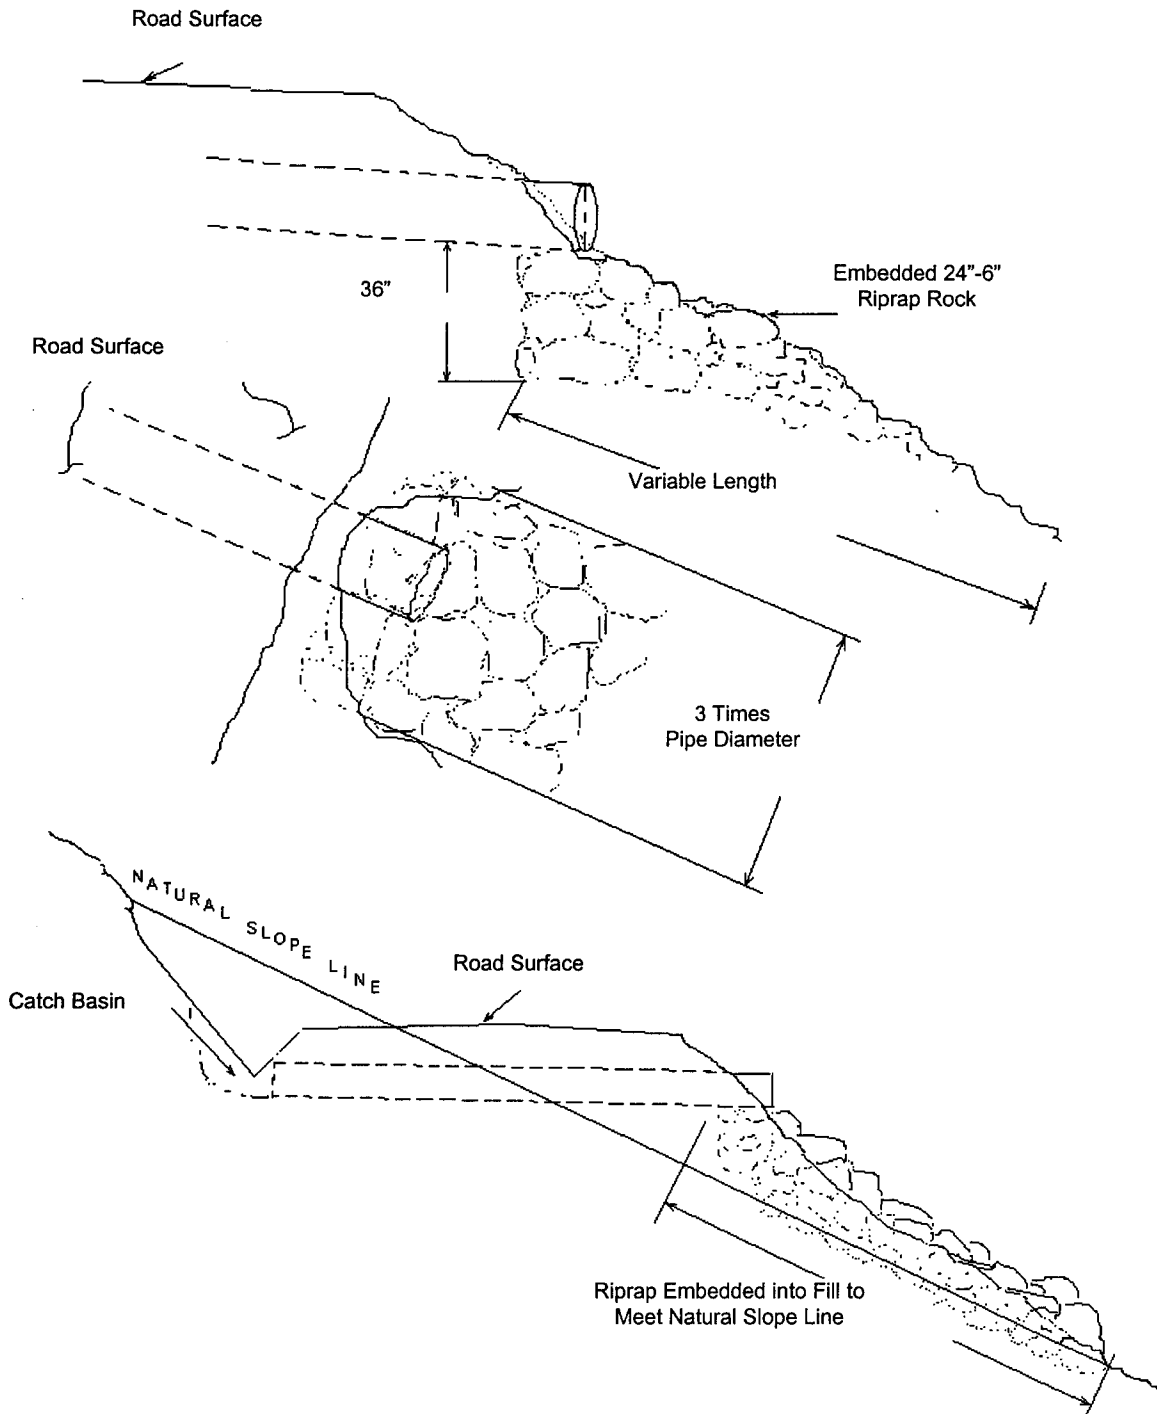 Road Surface
36”
Embedded 24”-6”
Riprap Rock
Road Surface
Variable Length
3 Times
Pipe Diameter
NATURAL SLOPE LINE
Road Surface
Catch Basin
Riprap Embedded into Fill to
Meet Natural Slope Line